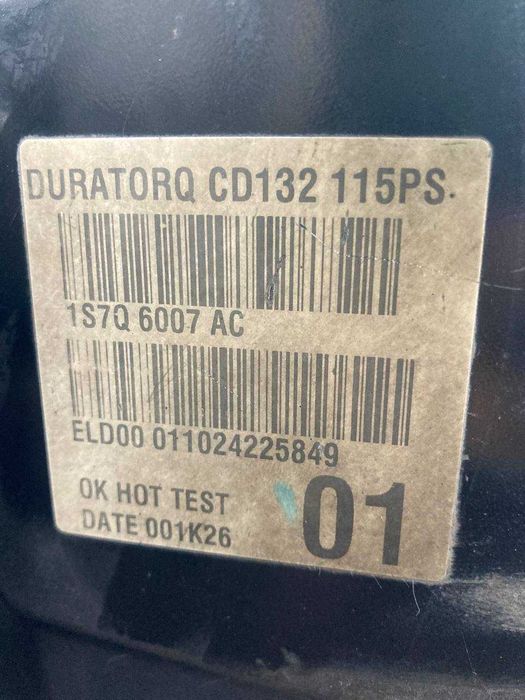 DURATORQ CD132 115PS.
1S7Q 6007 AC
ELD00 011024225849
OK HOT TEST
DATE 001K26
01